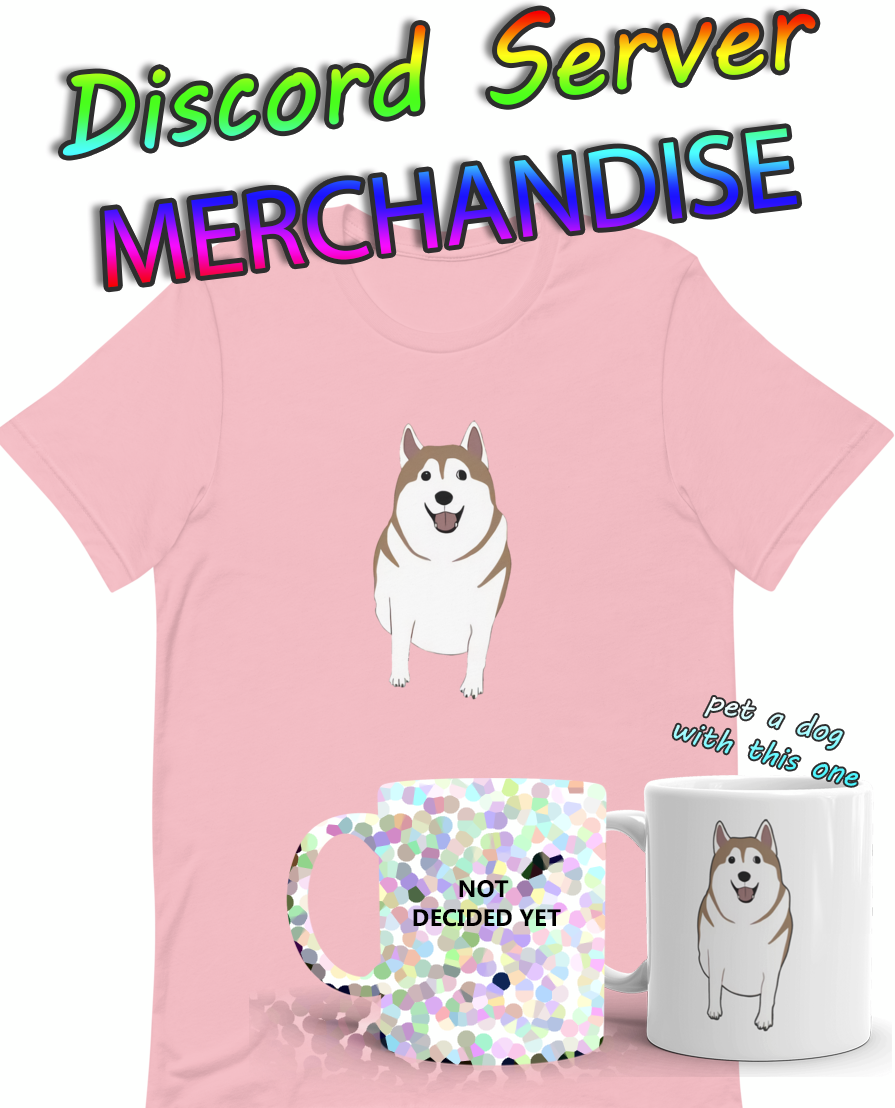 Discord Server
MERCHANDISE
pet a dog
with this one
NOT
DECIDED YET